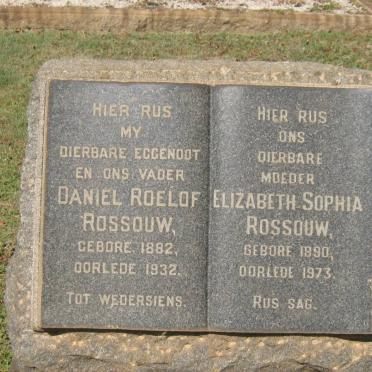 HIER RUS
MY
DIERBARE EGGENOOT
EN ONS VADER
DANIEL ROELOF
ROSSOUW,
GEBORE 1882,
OORLEDE 1932.
TOT WEDERSIENS.
HIER RUS
ONS
DIERBARE
MOEDER
ELIZABETH SOPHIA
ROSSOUW,
GEBORE 1890,
OORLEDE 1973.
RUS SAG.